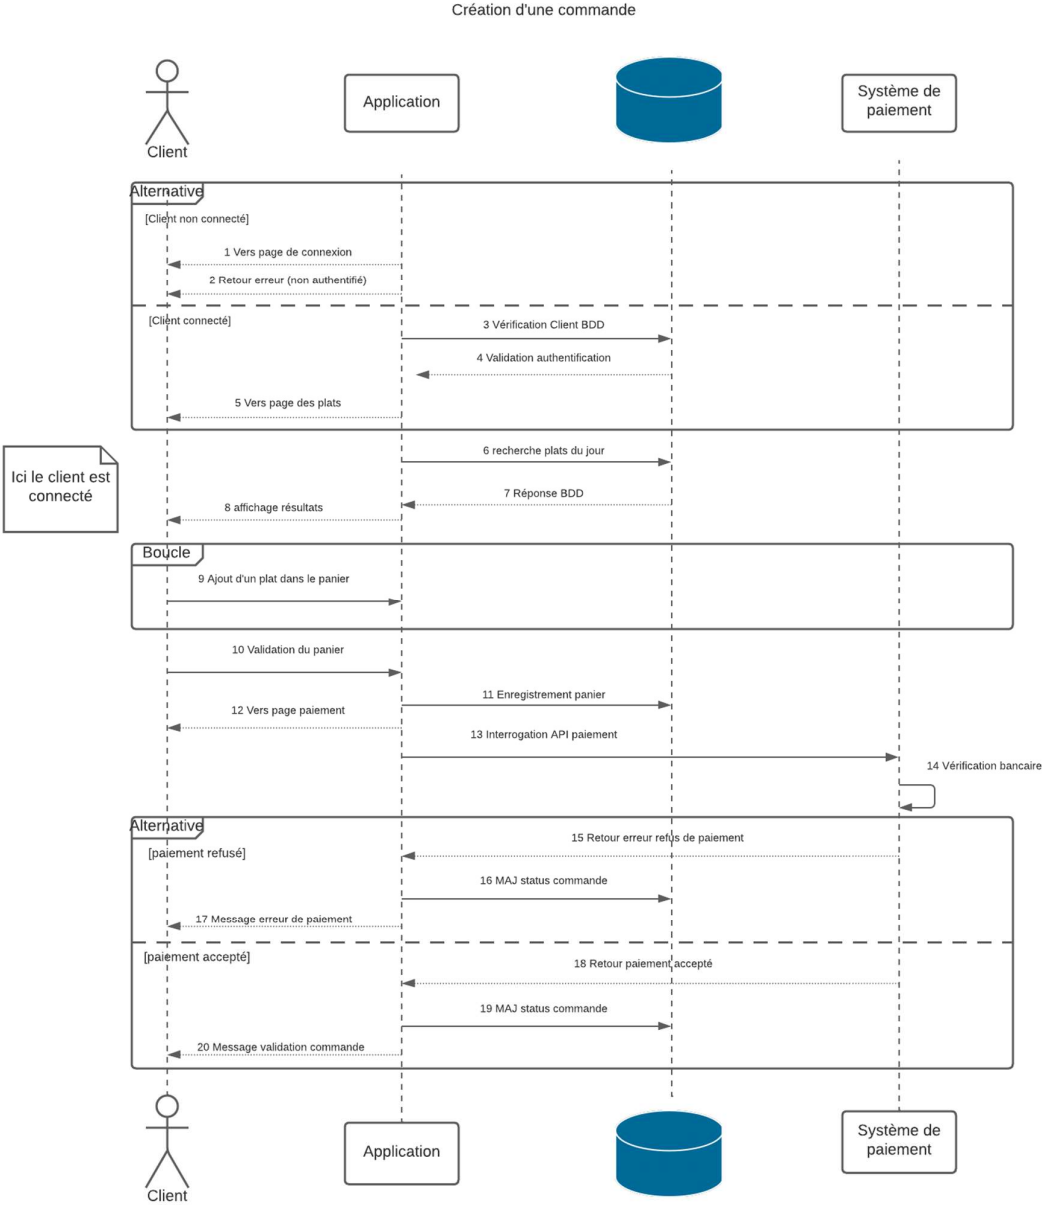 Création d'une commande
Client
Application
Système de
paiement
Alternative
[Client non connecté]
1 Vers page de connexion
2 Retour erreur (non authentifié)
[Client connecté]
3 Vérification Client BDD
4 Validation authentification
5 Vers page des plats
Ici le client est
connecté
6 recherche plats du jour
7 Réponse BDD
8 affichage résultats
Boucle
9 Ajout d'un plat dans le panier
10 Validation du panier
11 Enregistrement panier
12 Vers page paiement
13 Interrogation API paiement
14 Vérification bancaire
Alternative
[paiement refusé]
15 Retour erreur refus de paiement
16 MAJ status commande
17 Message erreur de paiement
[paiement accepté]
18 Retour paiement accepté
19 MAJ status commande
20 Message validation commande
Client
Application
Système de
paiement